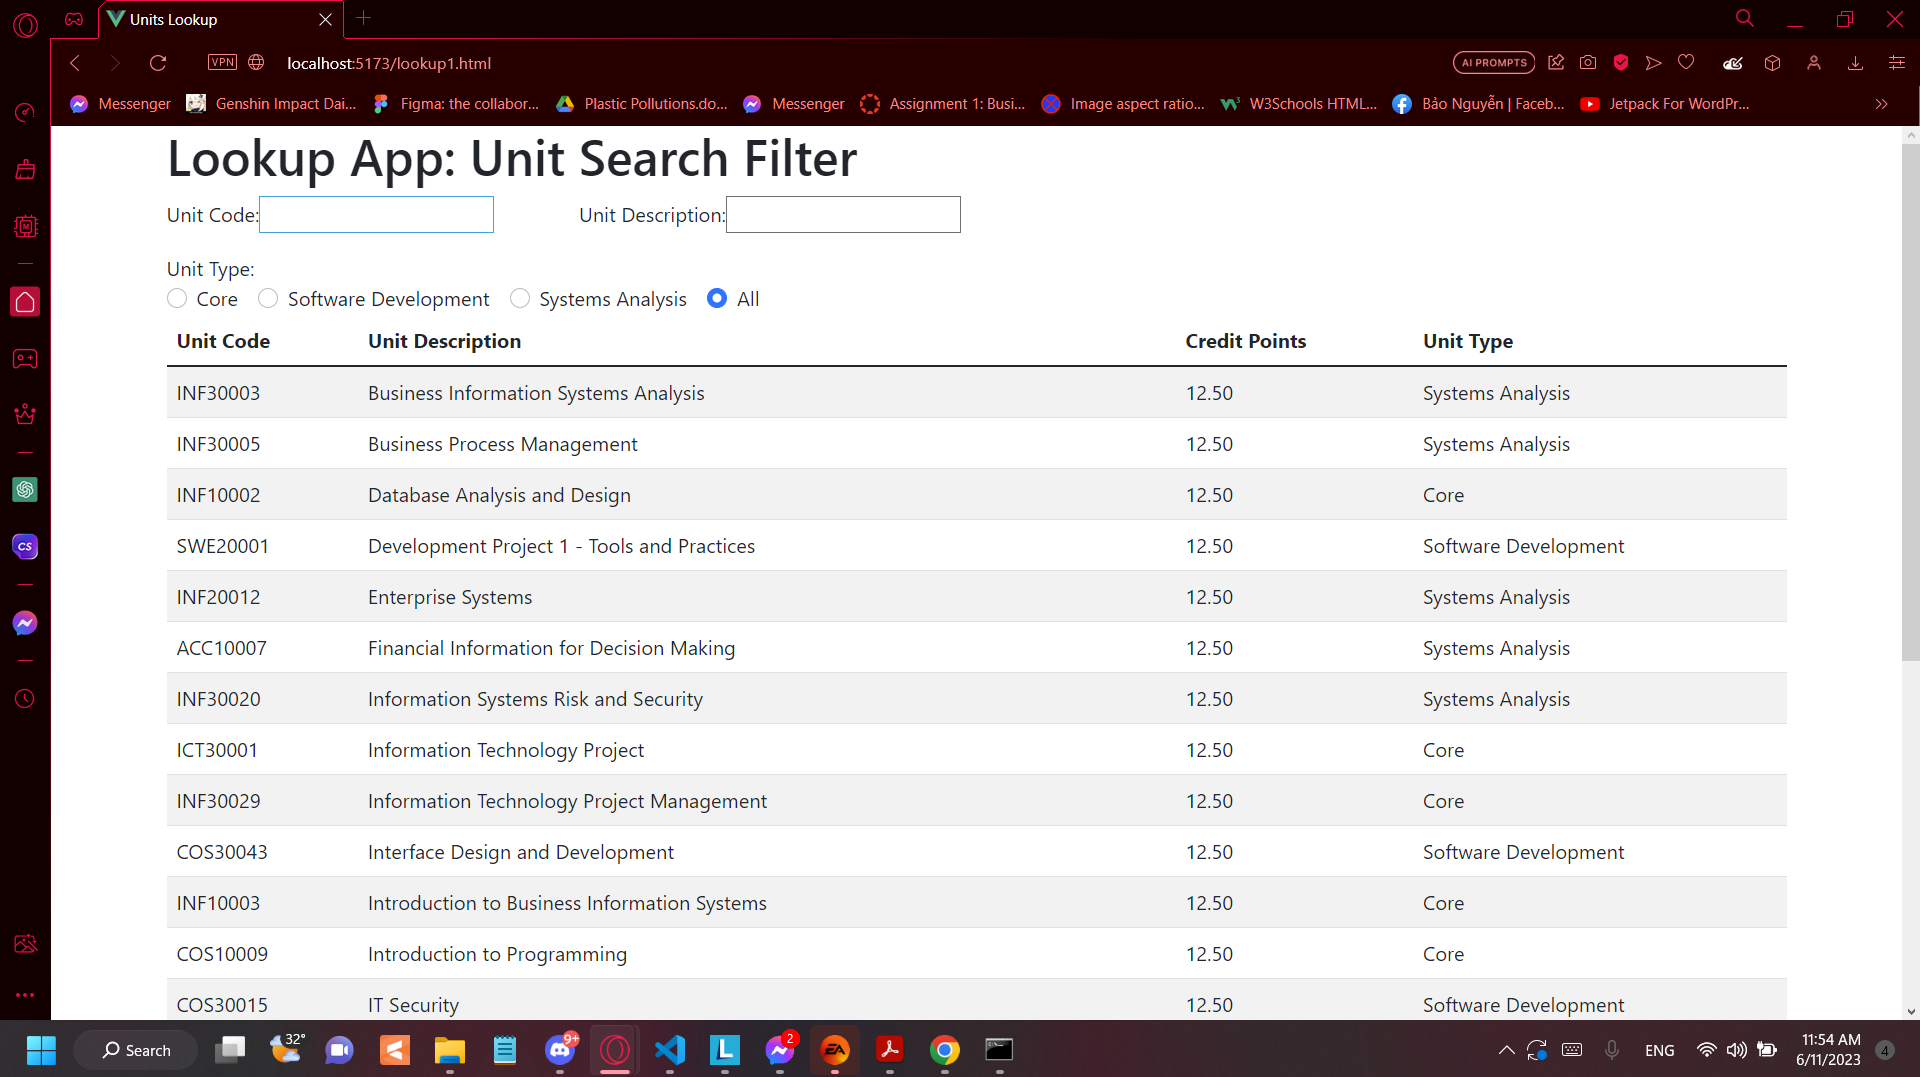 Units Lookup
VPN localhost:5173/lookup1.html AI PROMPTS
Messenger Genshin Impact Dai... Figma: the collabor... Plastic Pollutions.do... Messenger Assignment 1: Busi... Image aspect ratio... W3Schools HTML... Bảo Nguyễn | Faceb... Jetpack For WordPr...
Lookup App: Unit Search Filter
Unit Code: Unit Description:
Unit Type:
Core Software Development Systems Analysis All
Unit Code Unit Description Credit Points Unit Type
INF30003 Business Information Systems Analysis 12.50 Systems Analysis
INF30005 Business Process Management 12.50 Systems Analysis
INF10002 Database Analysis and Design 12.50 Core
SWE20001 Development Project 1 - Tools and Practices 12.50 Software Development
INF20012 Enterprise Systems 12.50 Systems Analysis
ACC10007 Financial Information for Decision Making 12.50 Systems Analysis
INF30020 Information Systems Risk and Security 12.50 Systems Analysis
ICT30001 Information Technology Project 12.50 Core
INF30029 Information Technology Project Management 12.50 Core
COS30043 Interface Design and Development 12.50 Software Development
INF10003 Introduction to Business Information Systems 12.50 Core
COS10009 Introduction to Programming 12.50 Core
COS30015 IT Security 12.50 Software Development
CS
Search 32° 9+ L 2 EA ENG 11:54 AM
6/11/2023 4